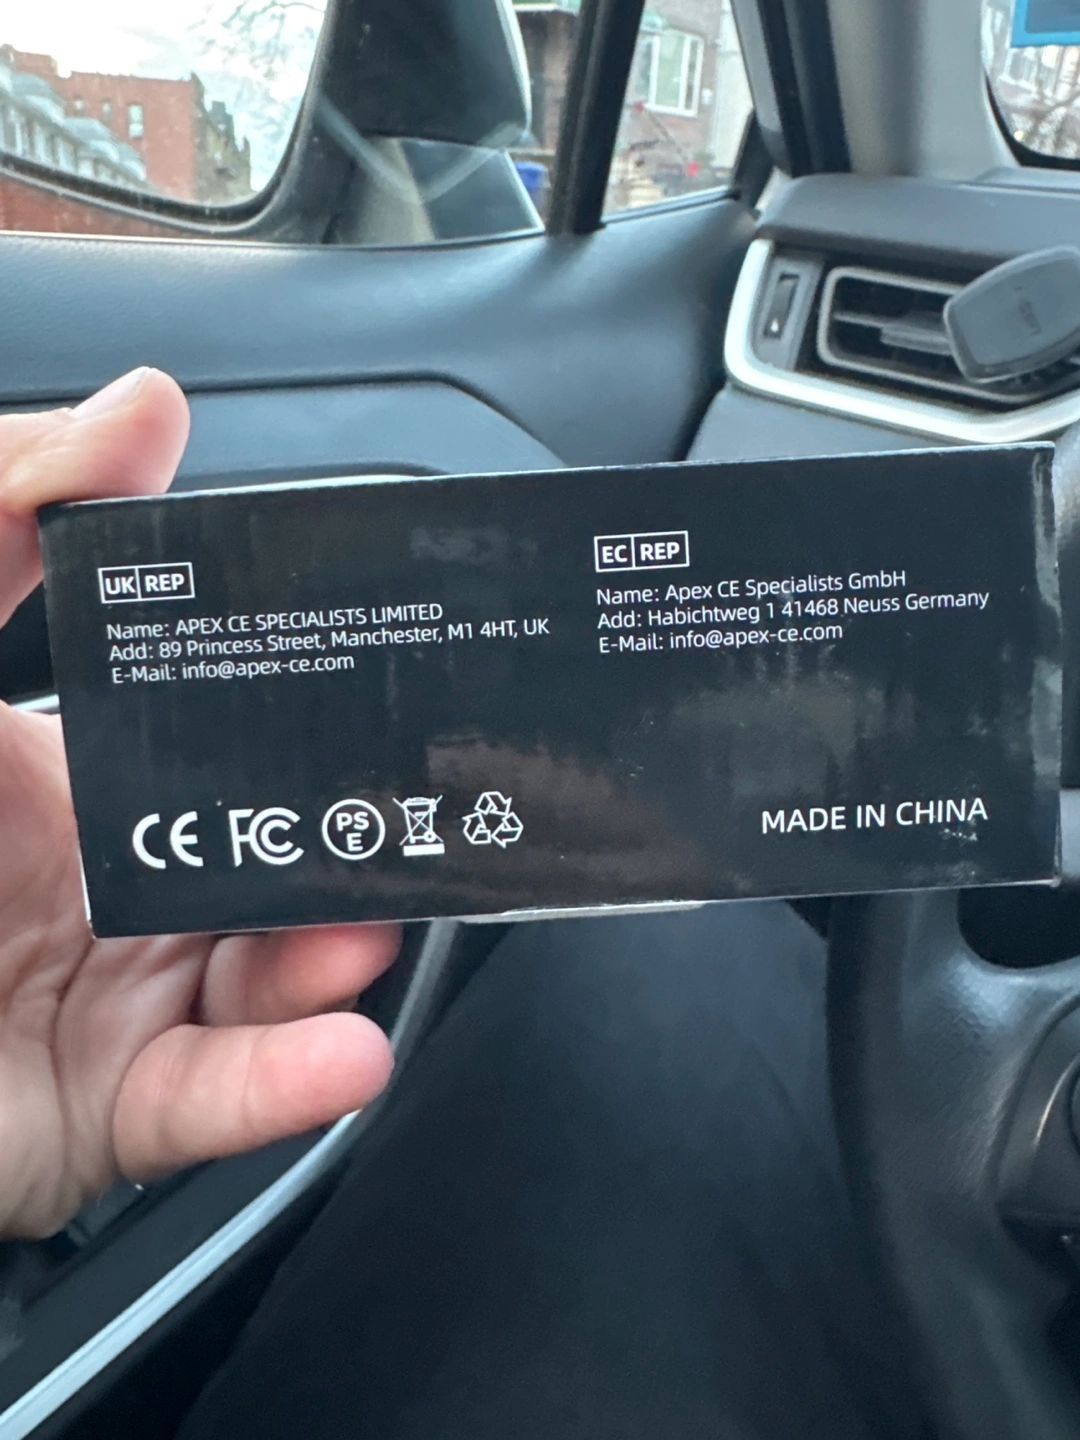 UK REP
Name: APEX CE SPECIALISTS LIMITED
Add: 89 Princess Street, Manchester, M1 4HT, UK
E-Mail: info@apex-ce.com
EC REP
Name: Apex CE Specialists GmbH
Add: Habichtweg 1 41468 Neuss Germany
E-Mail: info@apex-ce.com
CE FC PS E
MADE IN CHINA